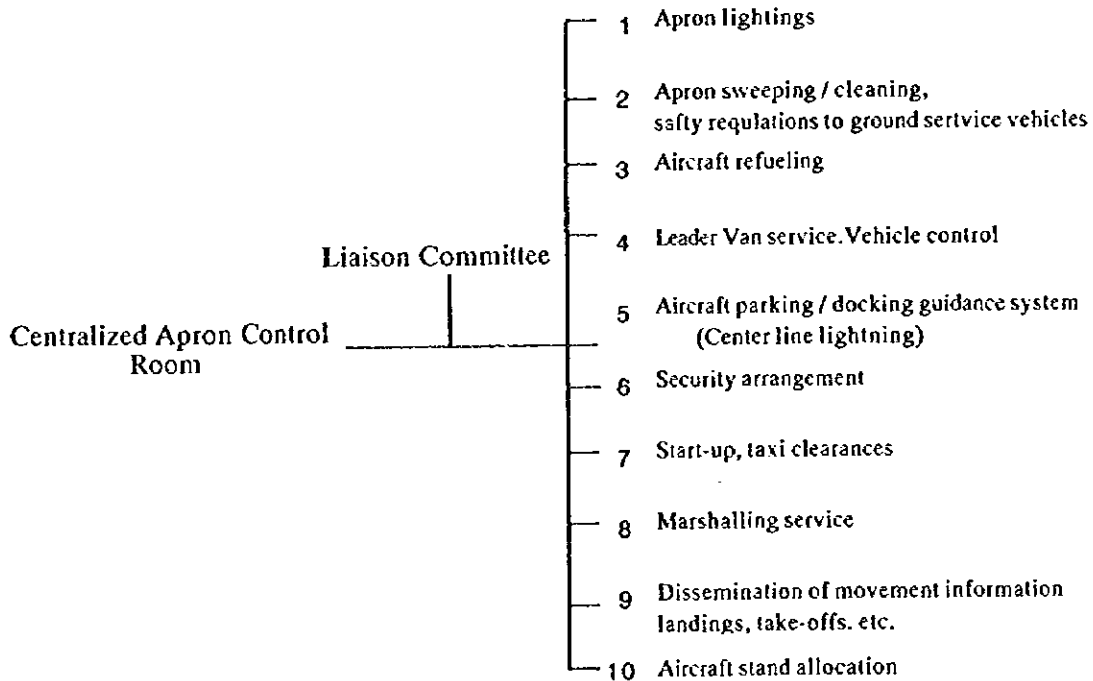 1 Apron lightings
2 Apron sweeping / cleaning,
safty requlations to ground sertvice vehicles
3 Aircraft refueling
4 Leader Van service. Vehicle control
Liaison Committee
5 Aircraft parking / docking guidance system
(Center line lightning)
Centralized Apron Control
Room
6 Security arrangement
7 Start-up, taxi clearances
8 Marshalling service
9 Dissemination of movement information
landings, take-offs. etc.
10 Aircraft stand allocation